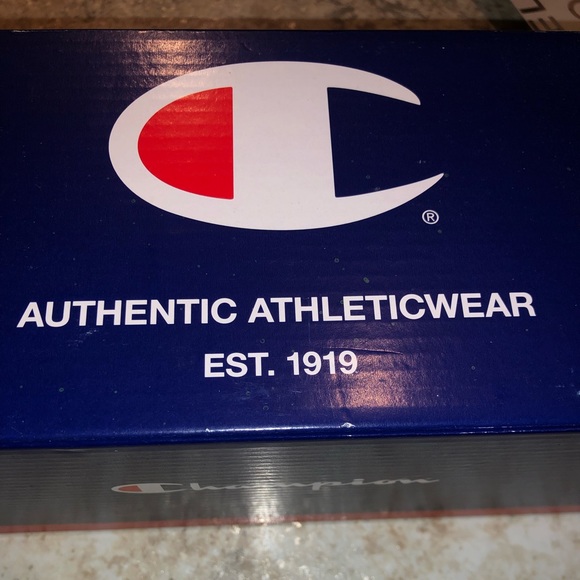 ®
AUTHENTIC ATHLETICWEAR
EST. 1919
Champion